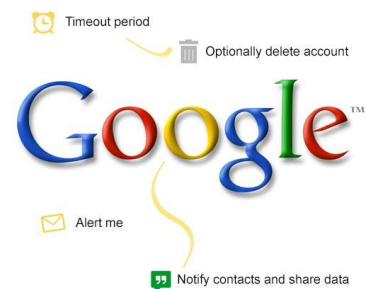 Timeout period
Optionally delete account
Google™
Alert me
Notify contacts and share data